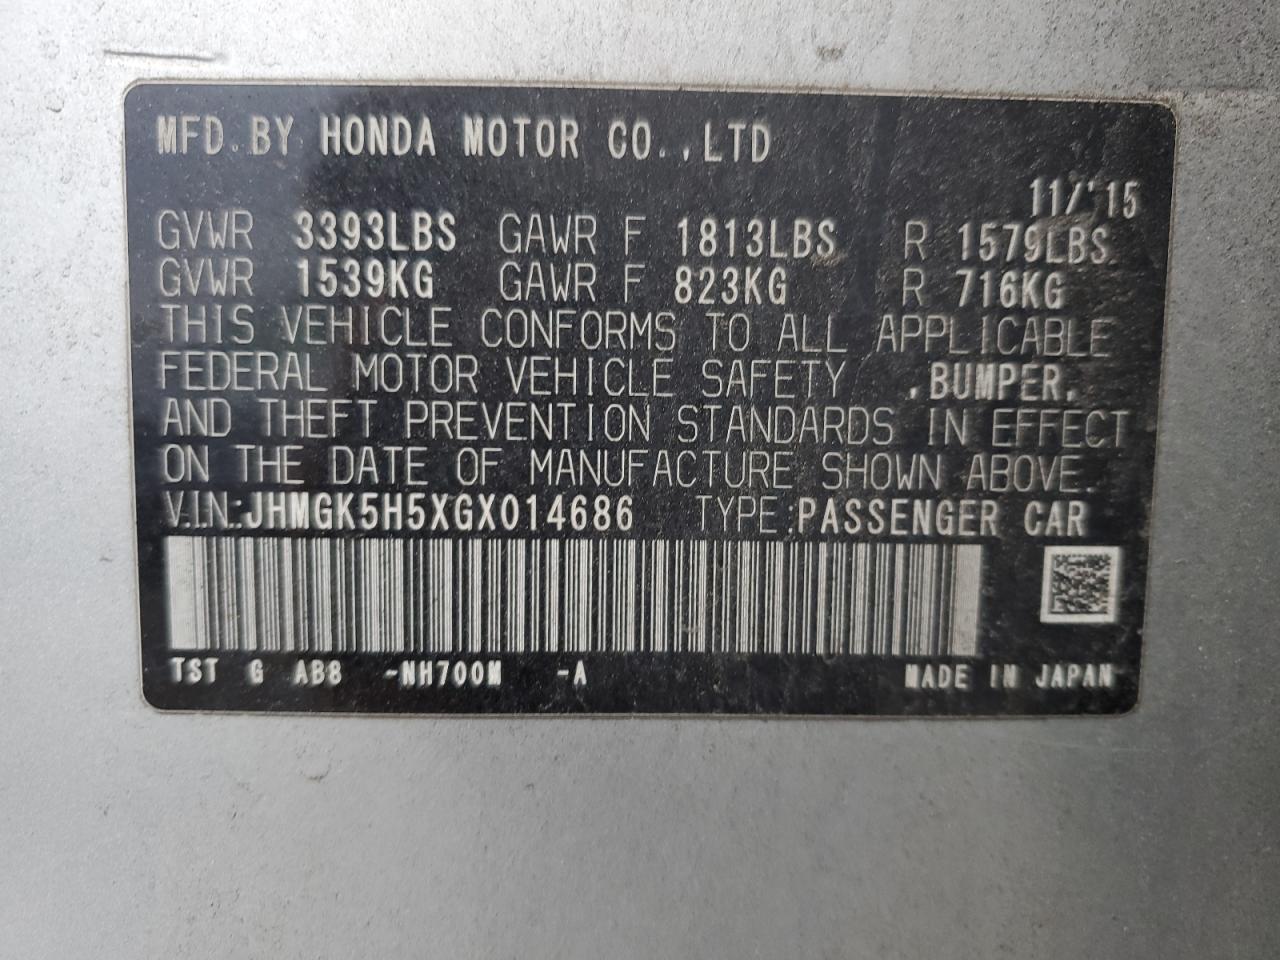 MFD. BY HONDA MOTOR CO.,LTD
11/'15
GVWR 3393LBS GAWR F 1813LBS R 1579LBS
GVWR 1539KG GAWR F 823KG R 716KG
THIS VEHICLE CONFORMS TO ALL APPLICABLE
FEDERAL MOTOR VEHICLE SAFETY ,BUMPER,
AND THEFT PREVENTION STANDARDS IN EFFECT
ON THE DATE OF MANUFACTURE SHOWN ABOVE.
V.I.N.:JHMGK5H5XGX014686 TYPE:PASSENGER CAR
TST G AB8 -NH700M -A MADE IN JAPAN